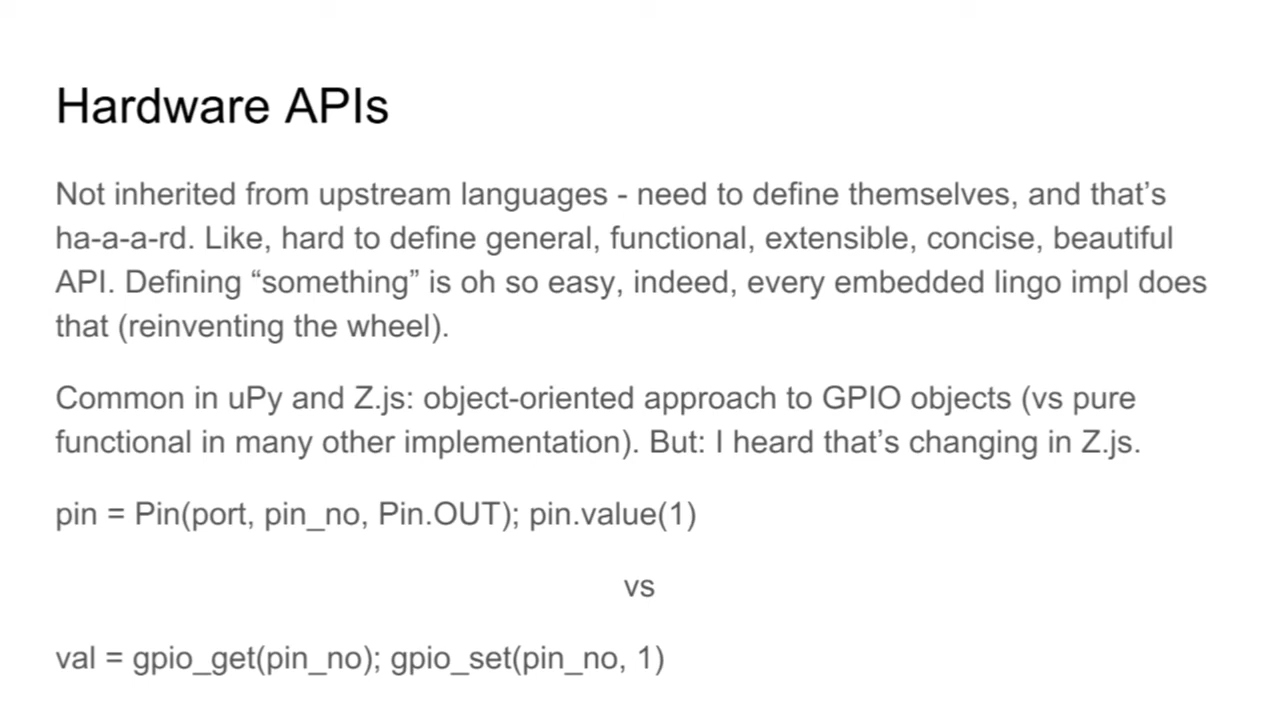 Hardware APIs
Not inherited from upstream languages - need to define themselves, and that’s
ha-a-a-rd. Like, hard to define general, functional, extensible, concise, beautiful
API. Defining “something” is oh so easy, indeed, every embedded lingo impl does
that (reinventing the wheel).
Common in uPy and Z.js: object-oriented approach to GPIO objects (vs pure
functional in many other implementation). But: I heard that’s changing in Z.js.
pin = Pin(port, pin_no, Pin.OUT); pin.value(1)
vs
val = gpio_get(pin_no); gpio_set(pin_no, 1)